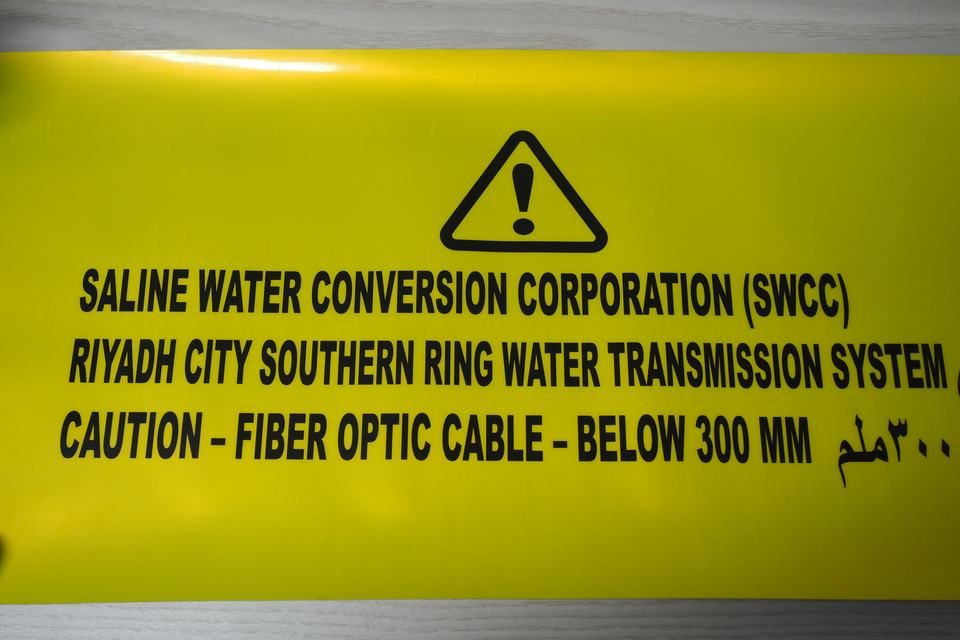 SALINE WATER CONVERSION CORPORATION (SWCC)
RIYADH CITY SOUTHERN RING WATER TRANSMISSION SYSTEM
CAUTION – FIBER OPTIC CABLE – BELOW 300 MM ٣٠٠ملم